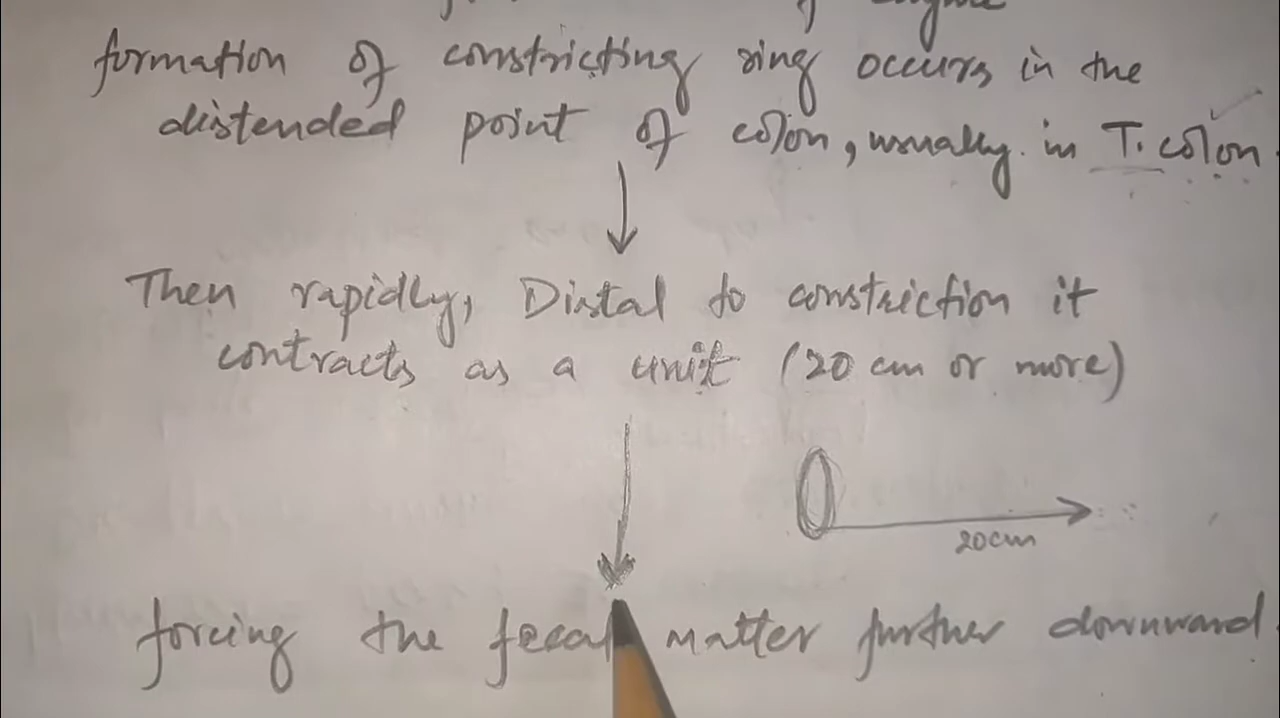 formation of constricting ring occurs in the
distended point of colon, usually in T. colon.
Then rapidly, Distal to constriction it
contracts as a unit (20 cm or more)
20cm
forcing the fecal matter further downward.